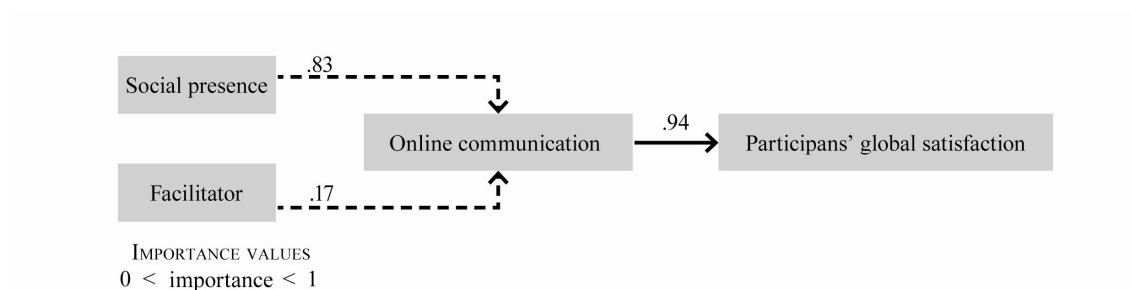 .83
Social presence
.94
Online communication
Participans’ global satisfaction
Facilitator
.17
IMPORTANCE VALUES
0 < importance < 1